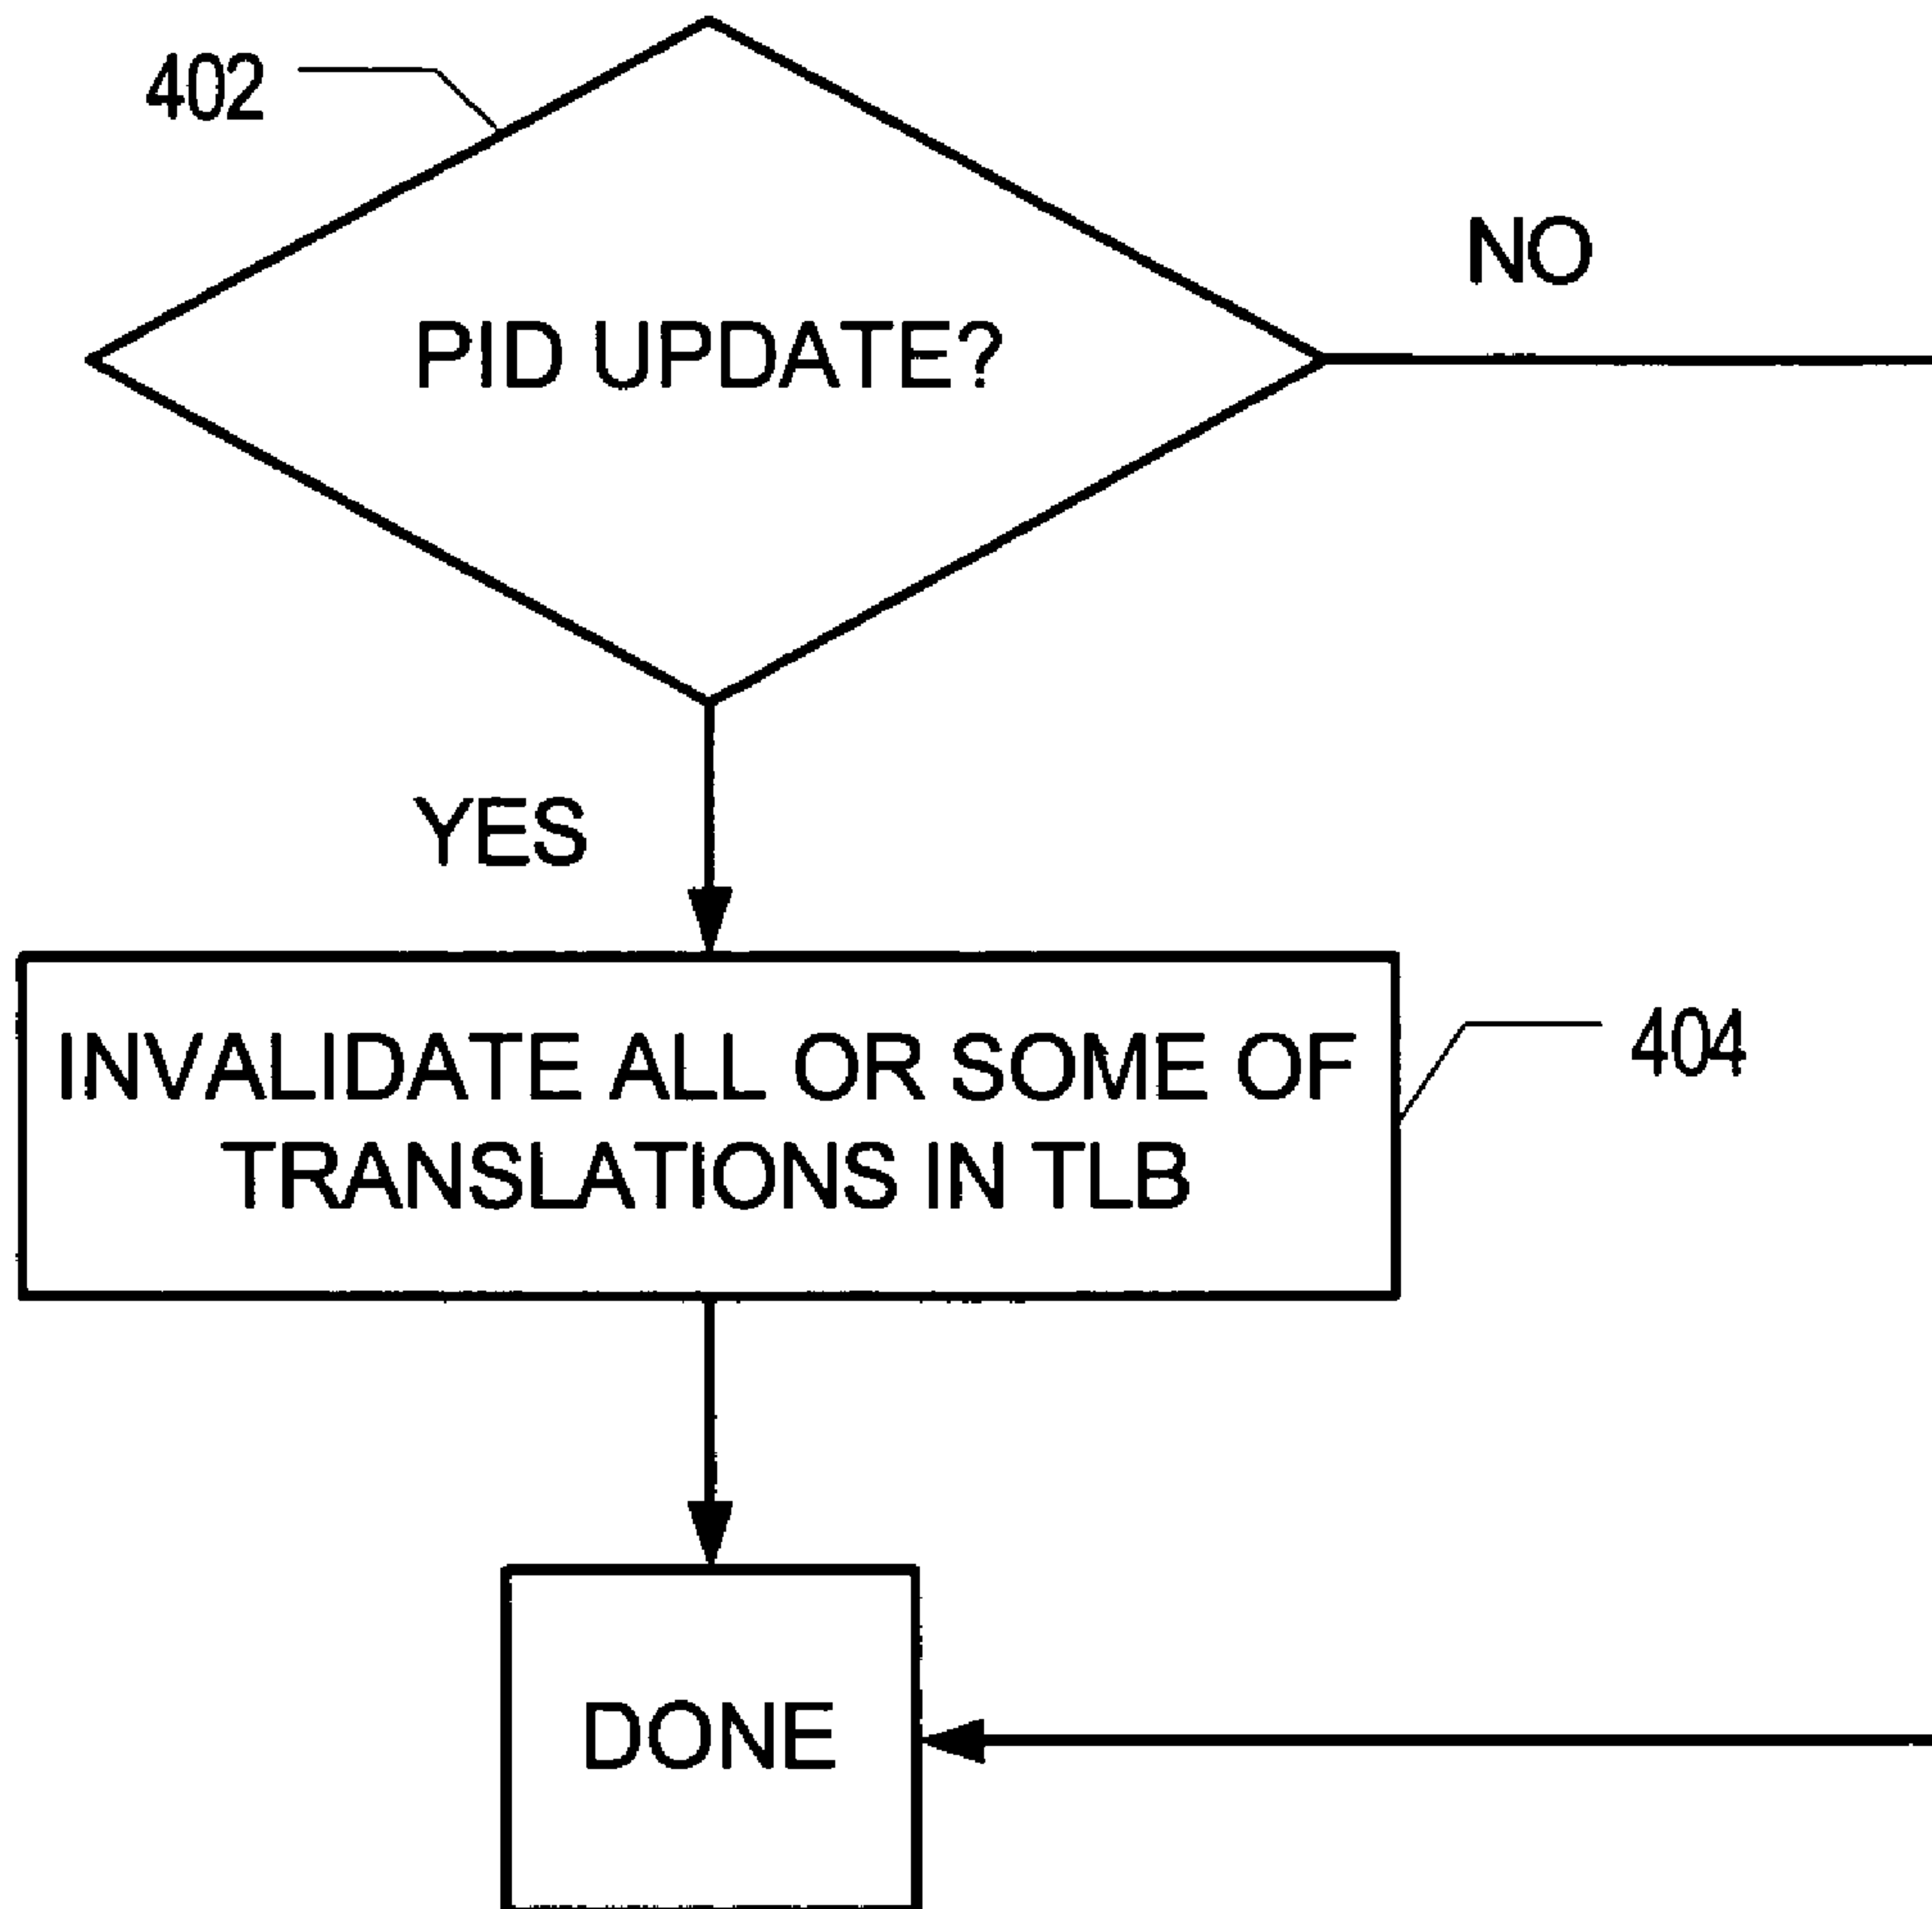 402
NO
PID UPDATE?
YES
INVALIDATE ALL OR SOME OF
TRANSLATIONS IN TLB
404
DONE